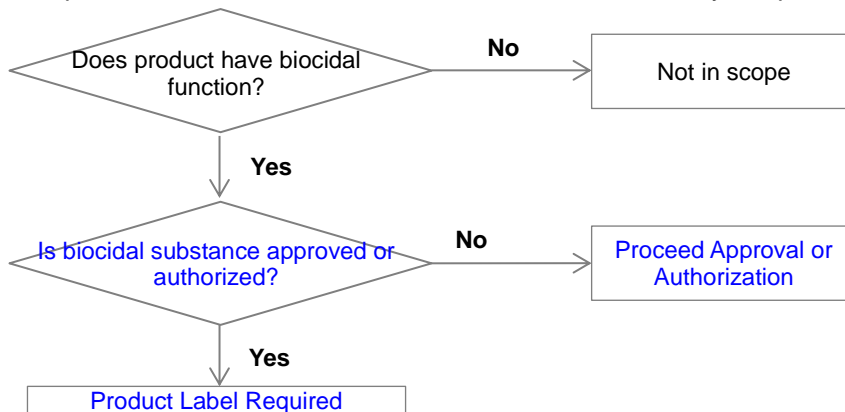 Does product have biocidal
function?
No
Not in scope
Yes
Is biocidal substance approved or
authorized?
No
Proceed Approval or
Authorization
Yes
Product Label Required